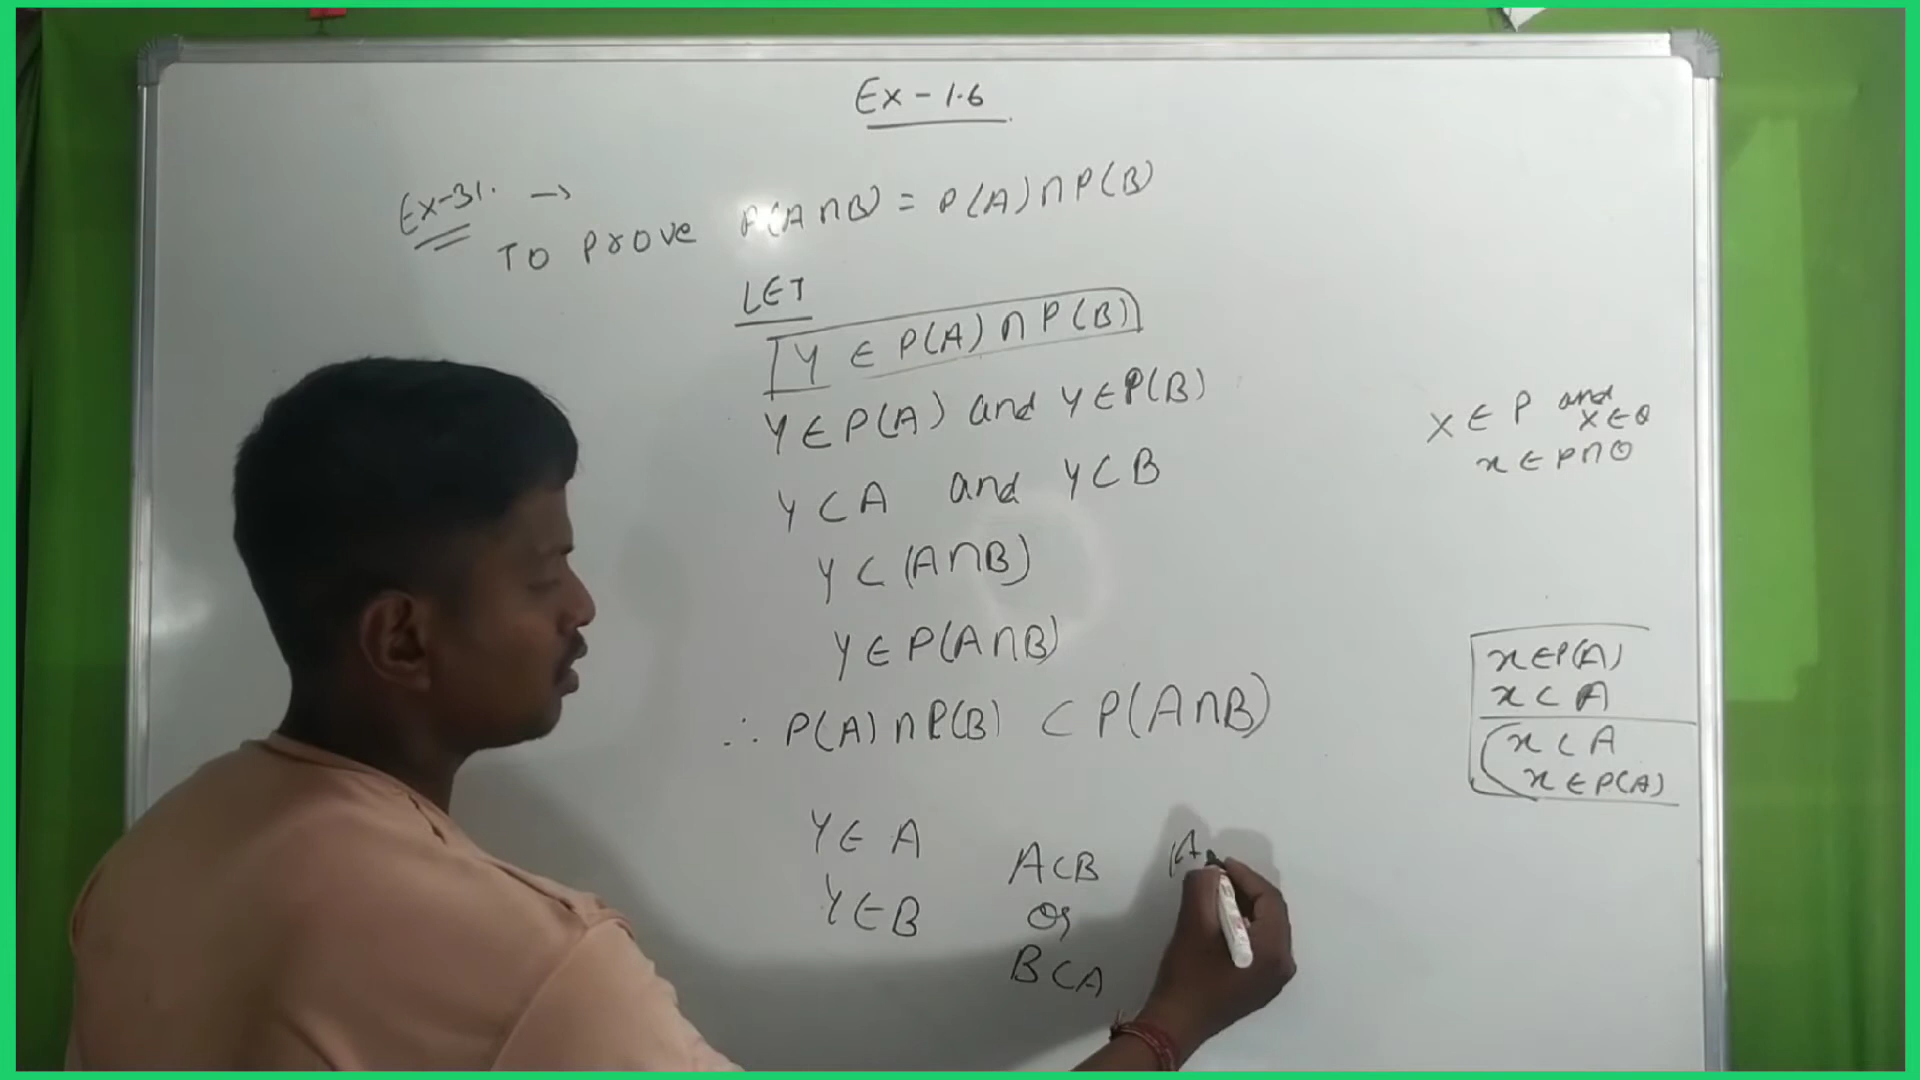 Ex - 1.6
Ex-31. →
To prove P(A∩B) = P(A)∩P(B)
LET
Y ∈ P(A)∩P(B)
Y∈P(A) and Y∈P(B)
Y⊂A and Y⊂B
Y⊂(A∩B)
Y∈P(A∩B)
∴ P(A)∩P(B) ⊂ P(A∩B)
Y∈A
Y∈B
A⊂B
or
B⊂A
(A
X∈P and
X∈Q
x∈P∩Q
x∈P(A)
x⊂A
x⊂A
x∈P(A)